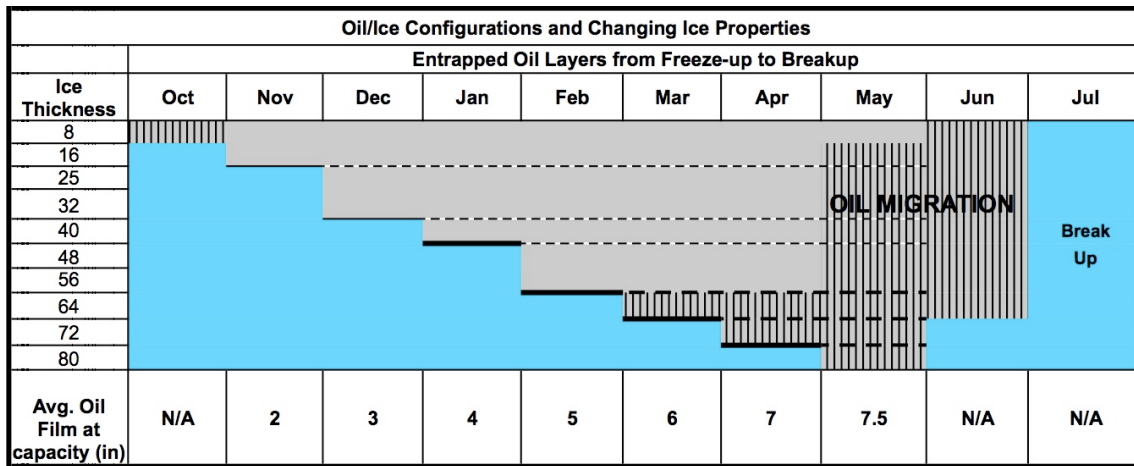 Oil/Ice Configurations and Changing Ice Properties
Entrapped Oil Layers from Freeze-up to Breakup
Ice
Thickness
Oct Nov Dec Jan Feb Mar Apr May Jun Jul
8
16
25
32
OIL MIGRATION
40
Break
Up
48
56
64
72
80
Avg. Oil
Film at
capacity (in)
N/A 2 3 4 5 6 7 7.5 N/A N/A